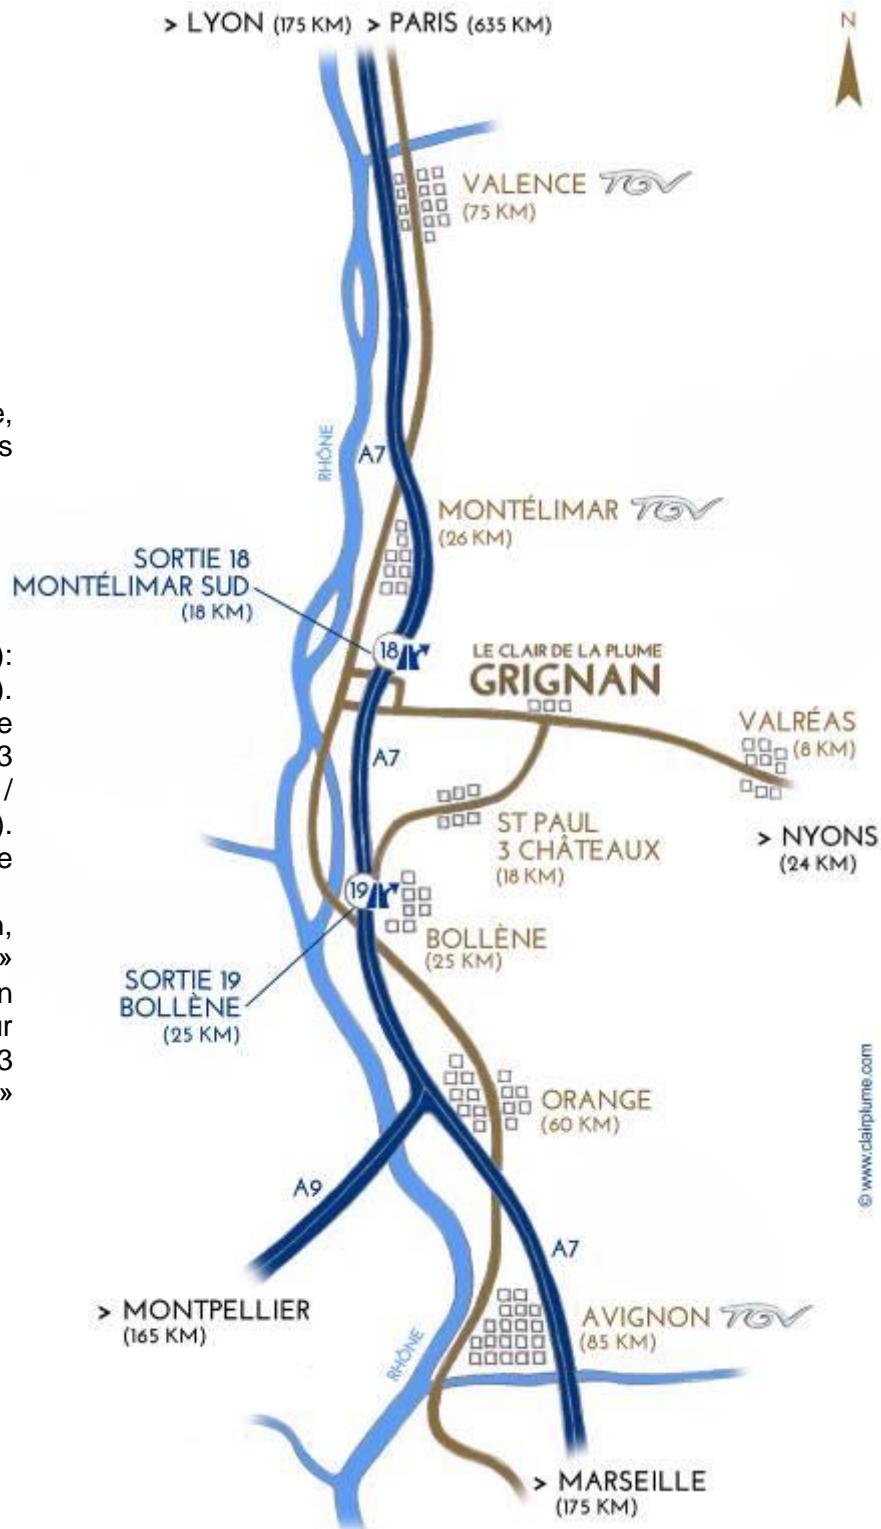 > LYON (175 KM) > PARIS (635 KM)
N
VALENCE TGV
(75 KM)
e,
s
RHÔNE
A7
MONTÉLIMAR TGV
(26 KM)
SORTIE 18
MONTÉLIMAR SUD
(18 KM)
18
):
).
e
3
/
).
e
LE CLAIR DE LA PLUME
GRIGNAN
VALRÉAS
(8 KM)
A7
ST PAUL
3 CHÂTEAUX
(18 KM)
> NYONS
(24 KM)
19
BOLLÈNE
(25 KM)
SORTIE 19
BOLLÈNE
(25 KM)
n,
»
n
ur
3
»
ORANGE
(60 KM)
© www.clairplume.com
A9
A7
> MONTPELLIER
(165 KM)
AVIGNON TGV
(85 KM)
RHÔNE
> MARSEILLE
(175 KM)